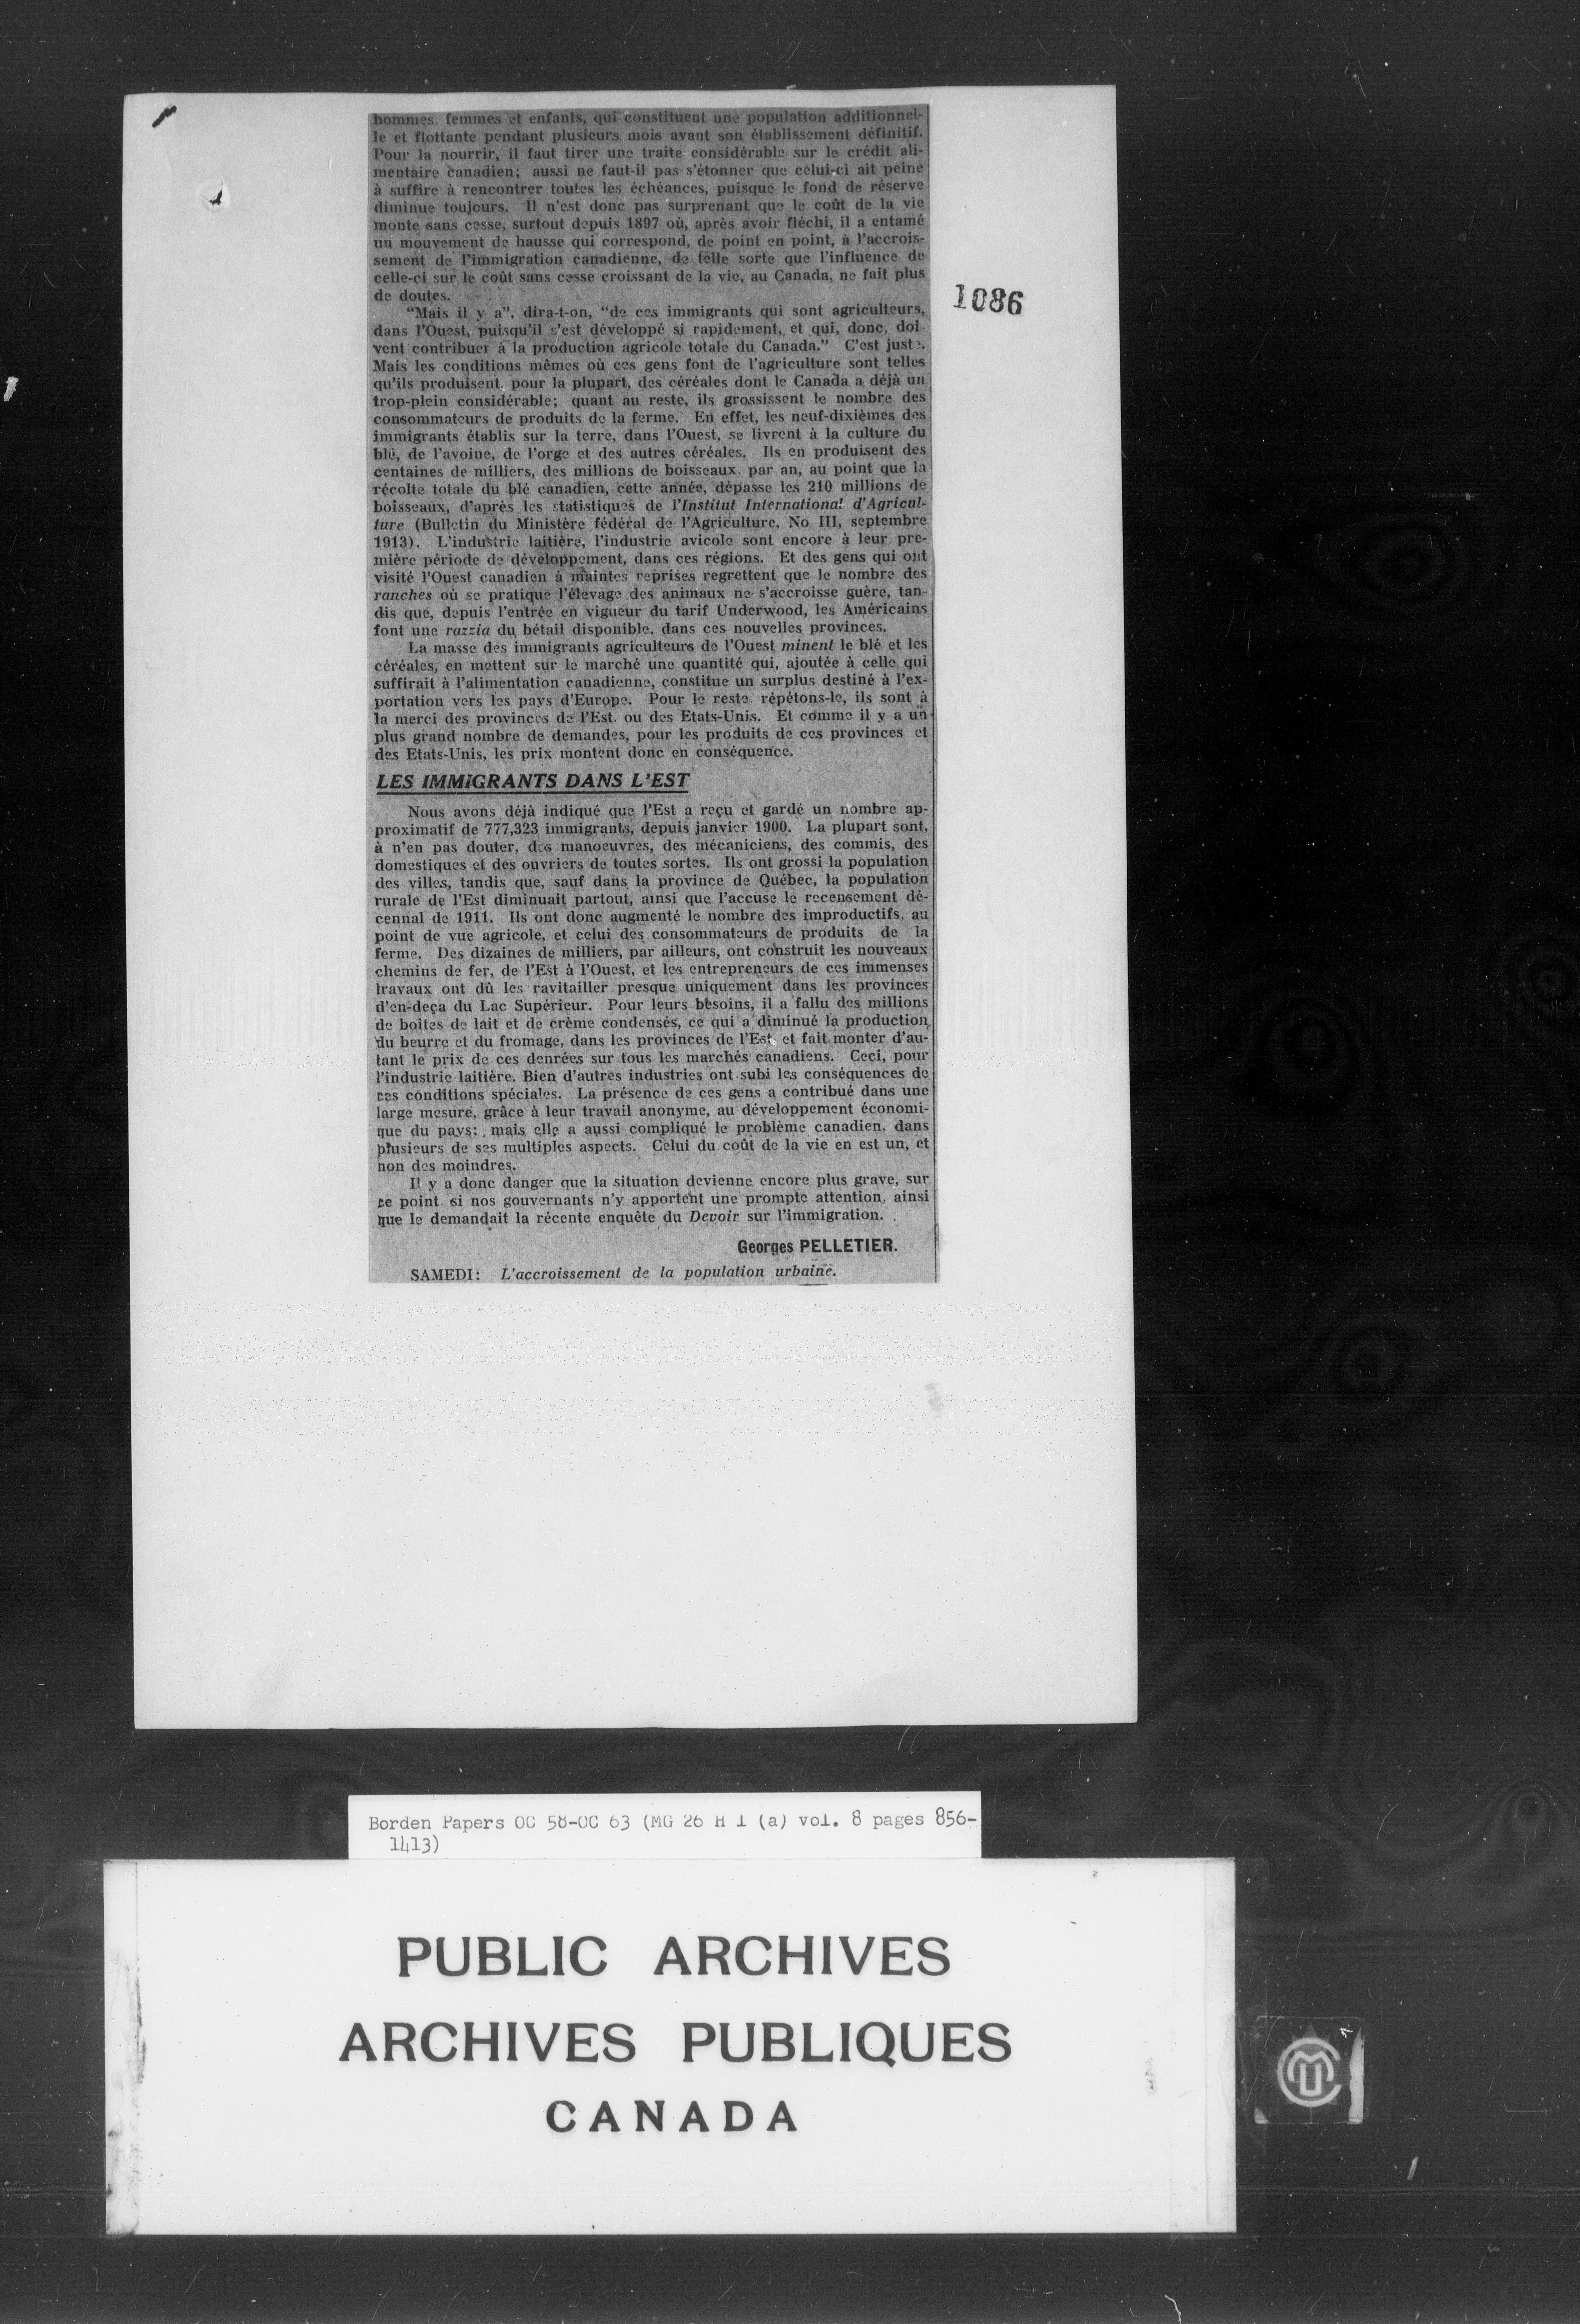 hommes, femmes et enfants, qui constituent une population additionnel-
le et flottante pendant plusieurs mois avant son établissement définitif.
Pour la nourrir, il faut tirer une traite considérable sur le crédit ali-
mentaire canadien; aussi ne faut-il pas s'étonner que celui-ci ait peine
à suffire à rencontrer toutes les échéances, puisque le fond de réserve
diminue toujours. Il n'est donc pas surprenant que le coût de la vie
monte sans cesse, surtout depuis 1897 où, après avoir fléchi, il a entamé
un mouvement de hausse qui correspond, de point en point, à l'accrois-
sement de l'immigration canadienne, de telle sorte que l'influence de
celle-ci sur le coût sans cesse croissant de la vie, au Canada, ne fait plus
de doutes.
1086
"Mais il y a", dira-t-on, "de ces immigrants qui sont agriculteurs,
dans l'Ouest, puisqu'il s'est développé si rapidement, et qui, donc, doi-
vent contribuer à la production agricole totale du Canada." C'est juste.
Mais les conditions mêmes où ces gens font de l'agriculture sont telles
qu'ils produisent, pour la plupart, des céréales dont le Canada a déjà un
trop-plein considérable; quant au reste, ils grossissent le nombre des
consommateurs de produits de la ferme. En effet, les neuf-dixièmes des
immigrants établis sur la terre, dans l'Ouest, se livrent à la culture du
blé, de l'avoine, de l'orge et des autres céréales. Ils en produisent des
centaines de milliers, des millions de boisseaux, par an, au point que la
récolte totale du blé canadien, cette année, dépasse les 210 millions de
boisseaux, d'après les statistiques de l'Institut International d'Agricul-
ture (Bulletin du Ministère fédéral de l'Agriculture, No III, septembre
1913). L'industrie laitière, l'industrie avicole sont encore à leur pre-
mière période de développement, dans ces régions. Et des gens qui ont
visité l'Ouest canadien à maintes reprises regrettent que le nombre des
ranches où se pratique l'élevage des animaux ne s'accroisse guère, tan-
dis que, depuis l'entrée en vigueur du tarif Underwood, les Américains
font une razzia du bétail disponible, dans ces nouvelles provinces.
La masse des immigrants agriculteurs de l'Ouest minent le blé et les
céréales, en mettent sur le marché une quantité qui, ajoutée à celle qui
suffirait à l'alimentation canadienne, constitue un surplus destiné à l'ex-
portation vers les pays d'Europe. Pour le reste, répétons-le, ils sont à
la merci des provinces de l'Est, ou des Etats-Unis. Et comme il y a un
plus grand nombre de demandes, pour les produits de ces provinces et
des Etats-Unis, les prix montent donc en conséquence.
LES IMMIGRANTS DANS L'EST
Nous avons déjà indiqué que l'Est a reçu et gardé un nombre ap-
proximatif de 777,323 immigrants, depuis janvier 1900. La plupart sont,
à n'en pas douter, des manoeuvres, des mécaniciens, des commis, des
domestiques et des ouvriers de toutes sortes. Ils ont grossi la population
des villes, tandis que, sauf dans la province de Québec, la population
rurale de l'Est diminuait partout, ainsi que l'accuse le recensement dé-
cennal de 1911. Ils ont donc augmenté le nombre des improductifs, au
point de vue agricole, et celui des consommateurs de produits de la
ferme. Des dizaines de milliers, par ailleurs, ont construit les nouveaux
chemins de fer, de l'Est à l'Ouest, et les entrepreneurs de ces immenses
travaux ont dû les ravitailler presque uniquement dans les provinces
d'en-deça du Lac Supérieur. Pour leurs besoins, il a fallu des millions
de boîtes de lait et de crème condensés, ce qui a diminué la production
du beurre et du fromage, dans les provinces de l'Est, et fait monter d'au-
tant le prix de ces denrées sur tous les marchés canadiens. Ceci, pour
l'industrie laitière. Bien d'autres industries ont subi les conséquences de
ces conditions spéciales. La présence de ces gens a contribué dans une
large mesure, grâce à leur travail anonyme, au développement économi-
que du pays; mais elle a aussi compliqué le problème canadien, dans
plusieurs de ses multiples aspects. Celui du coût de la vie en est un, et
non des moindres.
Il y a donc danger que la situation devienne encore plus grave, sur
ce point, si nos gouvernants n'y apportent une prompte attention, ainsi
que le demandait la récente enquête du Devoir sur l'immigration.
Georges PELLETIER.
SAMEDI: L'accroissement de la population urbaine.
Borden Papers OC 58-OC 63 (MG 26 H 1 (a) vol. 8 pages 856-
1413)
PUBLIC ARCHIVES
ARCHIVES PUBLIQUES
CANADA